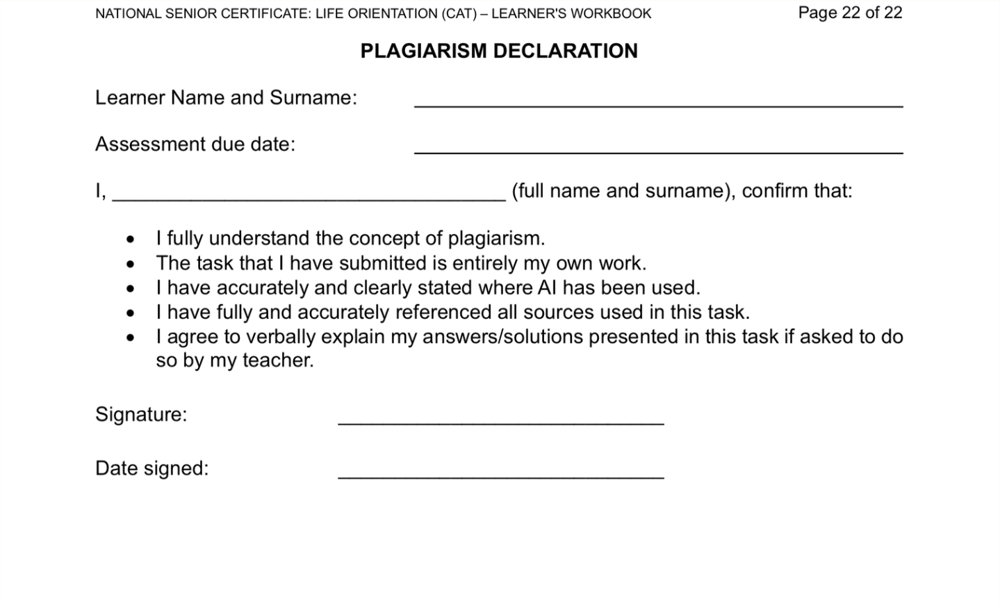 NATIONAL SENIOR CERTIFICATE: LIFE ORIENTATION (CAT) – LEARNER'S WORKBOOK Page 22 of 22
PLAGIARISM DECLARATION
Learner Name and Surname:
Assessment due date:
I, ______________________________________ (full name and surname), confirm that:
• I fully understand the concept of plagiarism.
• The task that I have submitted is entirely my own work.
• I have accurately and clearly stated where AI has been used.
• I have fully and accurately referenced all sources used in this task.
• I agree to verbally explain my answers/solutions presented in this task if asked to do
so by my teacher.
Signature:
Date signed: